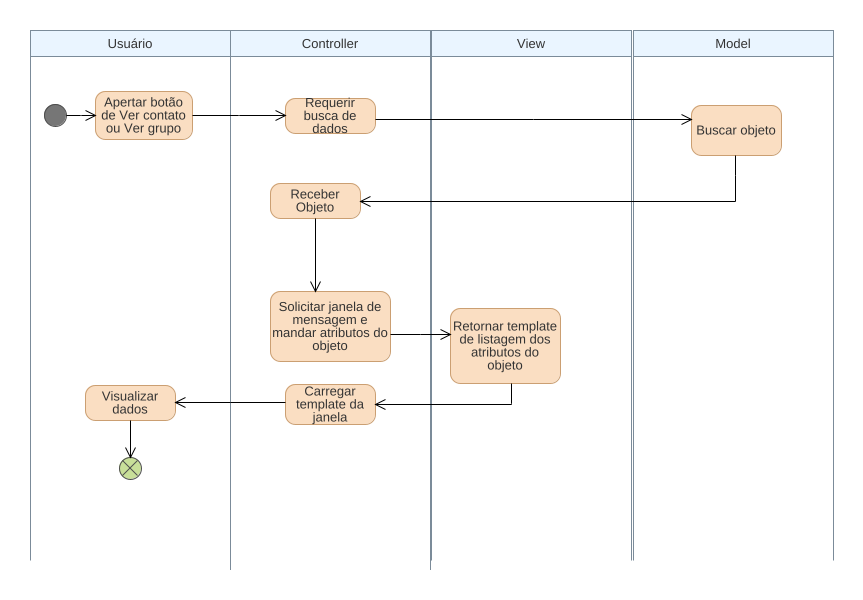 Usuário
Controller
View
Model
Apertar botão
de Ver contato
ou Ver grupo
Requerir
busca de
dados
Buscar objeto
Receber
Objeto
Solicitar janela de
mensagem e
mandar atributos do
objeto
Retornar template
de listagem dos
atributos do
objeto
Carregar
template da
janela
Visualizar
dados